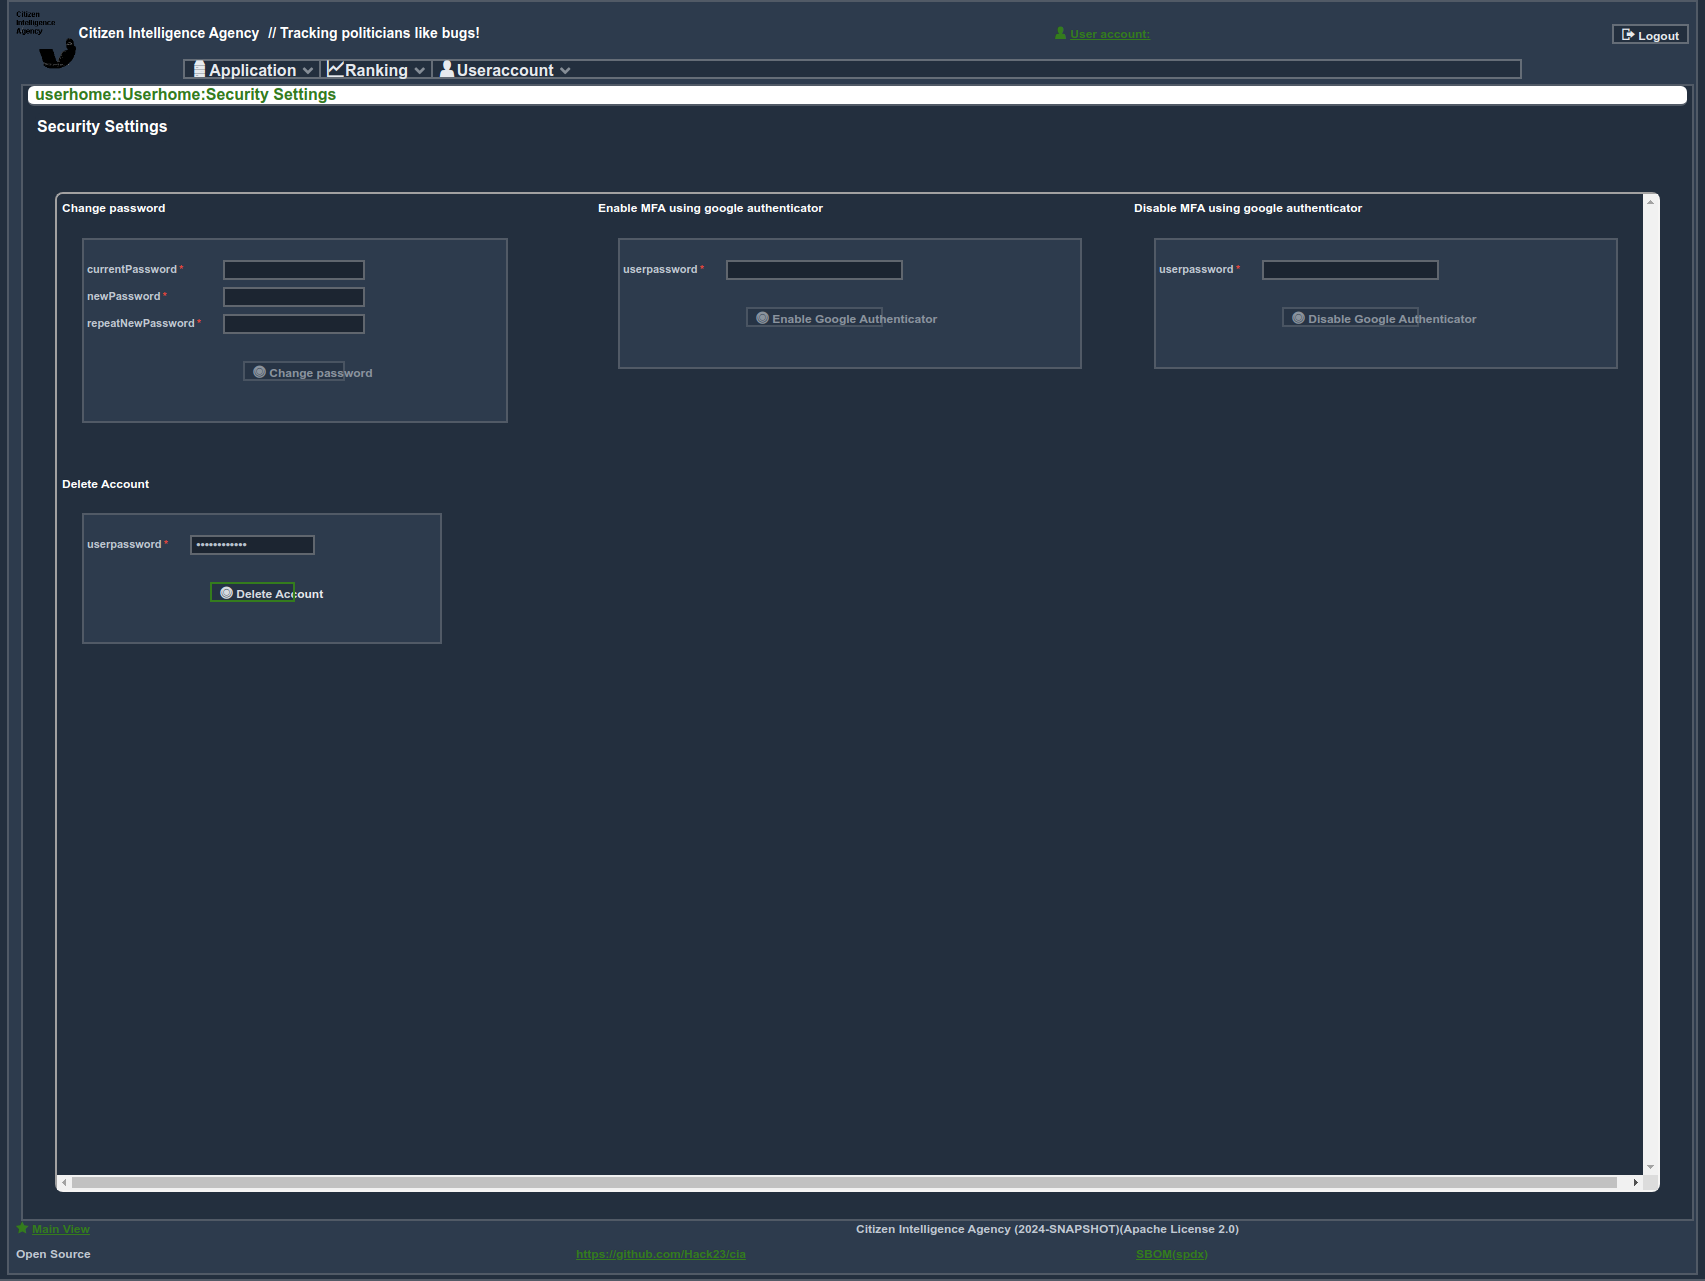 Citizen
Intelligence
Agency
Citizen Intelligence Agency // Tracking politicians like bugs!
User account:
Logout
Application
Ranking
Useraccount
userhome::Userhome:Security Settings
Security Settings
Change password
Enable MFA using google authenticator
Disable MFA using google authenticator
currentPassword *
newPassword *
repeatNewPassword *
Change password
userpassword *
Enable Google Authenticator
userpassword *
Disable Google Authenticator
Delete Account
userpassword *
••••••••••••
Delete Account
Main View
Citizen Intelligence Agency (2024-SNAPSHOT)(Apache License 2.0)
Open Source
https://github.com/Hack23/cia
SBOM(spdx)